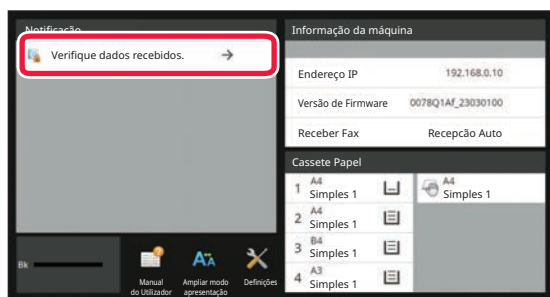 Notificação
Verifique dados recebidos.
Informação da máquina
Endereço IP 192.168.0.10
Versão de Firmware 0078Q1Af_23030100
Receber Fax Recepcão Auto
Cassete Papel
1 A4 Simples 1
A4 Simples 1
2 A4 Simples 1
3 B4 Simples 1
4 A3 Simples 1
Bk
Manual do Utilizador
Ampliar modo apresentação
Definições